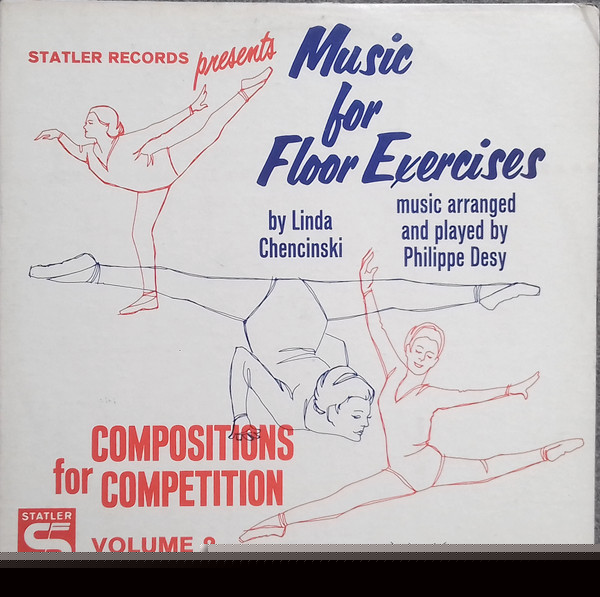 STATLER RECORDS presents
Music
for
Floor Exercises
by Linda
Chencinski
music arranged
and played by
Philippe Desy
COMPOSITIONS
for COMPETITION
STATLER
VOLUME